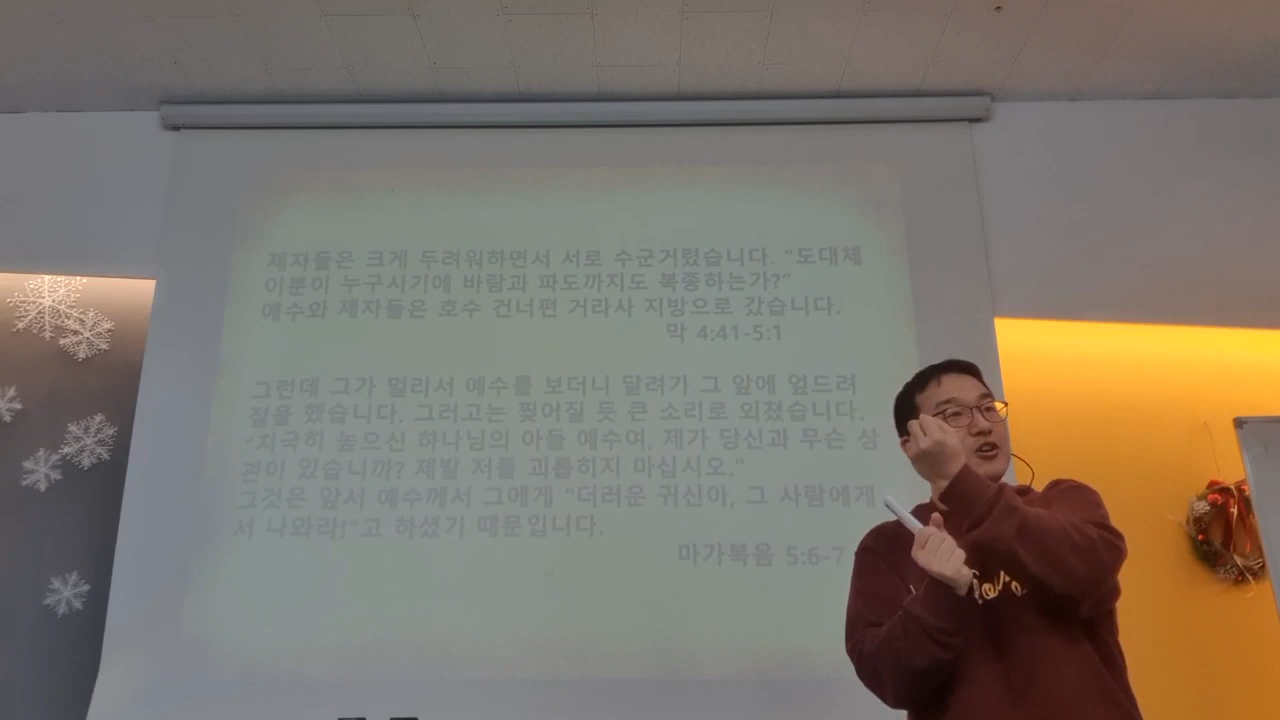 제자들은 크게 두려워하면서 서로 수군거렸습니다. "도대체
이분이 누구시기에 바람과 파도까지도 복종하는가?"
예수와 제자들은 호수 건너편 거라사 지방으로 갔습니다.
막 4:41-5:1
그런데 그가 멀리서 예수를 보더니 달려가 그 앞에 엎드려
절을 했습니다. 그러고는 찢어질 듯 큰 소리로 외쳤습니다.
"지극히 높으신 하나님의 아들 예수여, 제가 당신과 무슨 상
관이 있습니까? 제발 저를 괴롭히지 마십시오."
그것은 앞서 예수께서 그에게 "더러운 귀신아, 그 사람에게
서 나와라!"고 하셨기 때문입니다.
마가복음 5:6-7